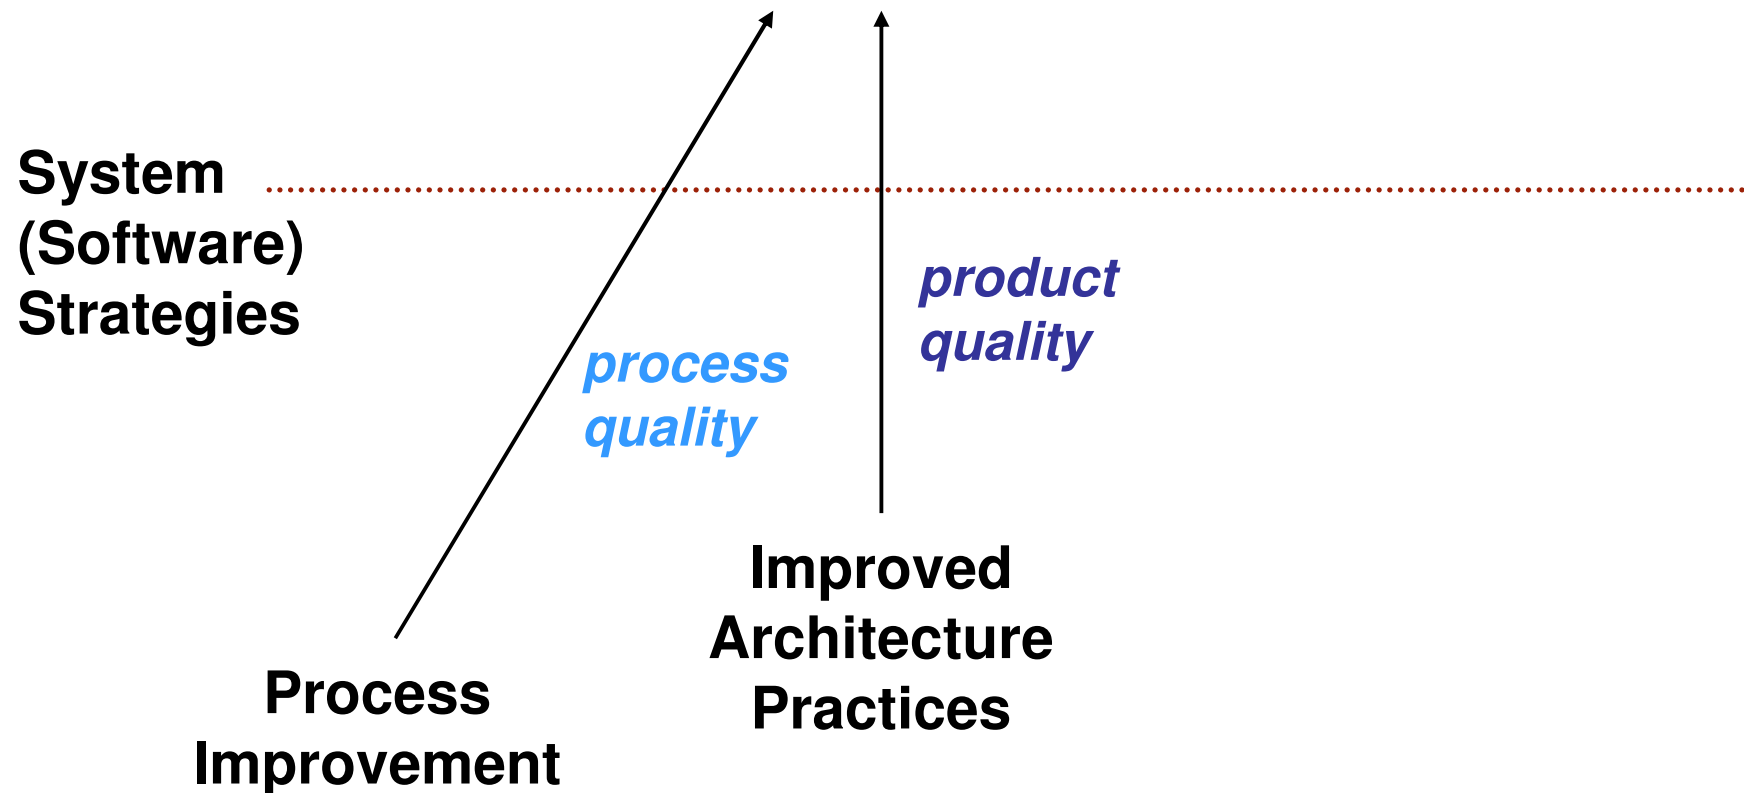 System
(Software)
Strategies
product
quality
process
quality
Improved
Architecture
Practices
Process
Improvement